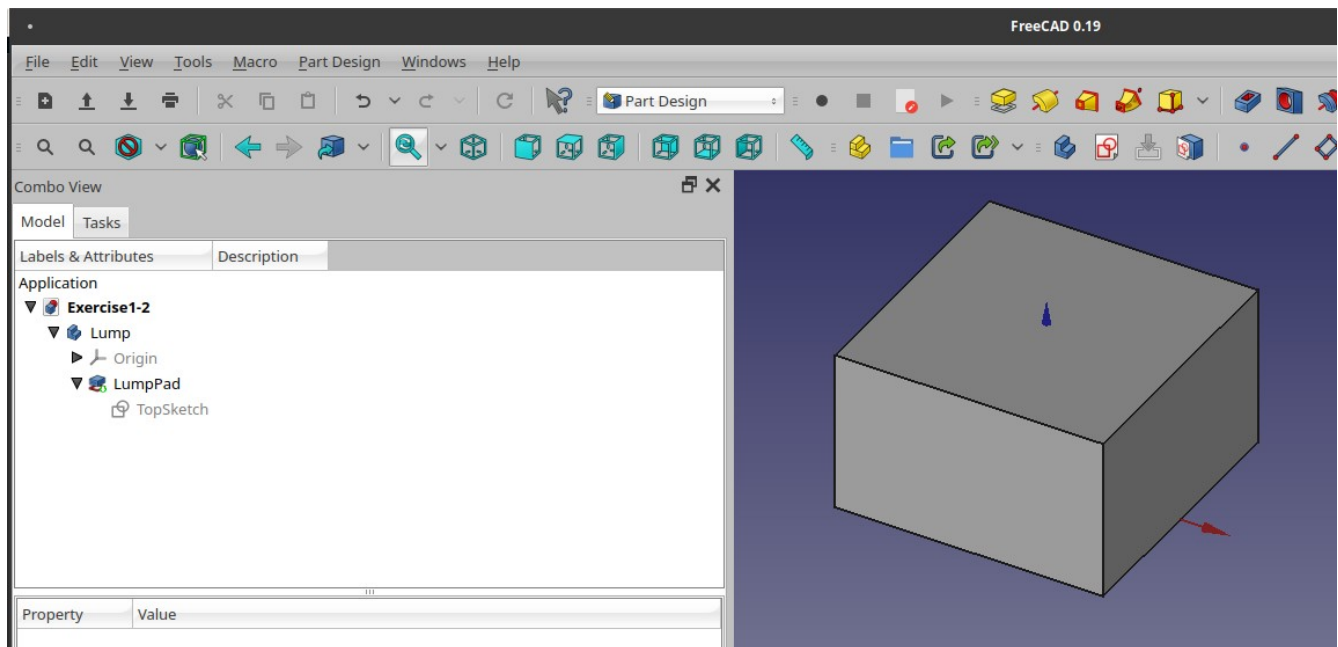 FreeCAD 0.19
File Edit View Tools Macro Part Design Windows Help
Part Design
Combo View
Model Tasks
Labels & Attributes Description
Application
Exercise1-2
Lump
Origin
LumpPad
TopSketch
Property Value